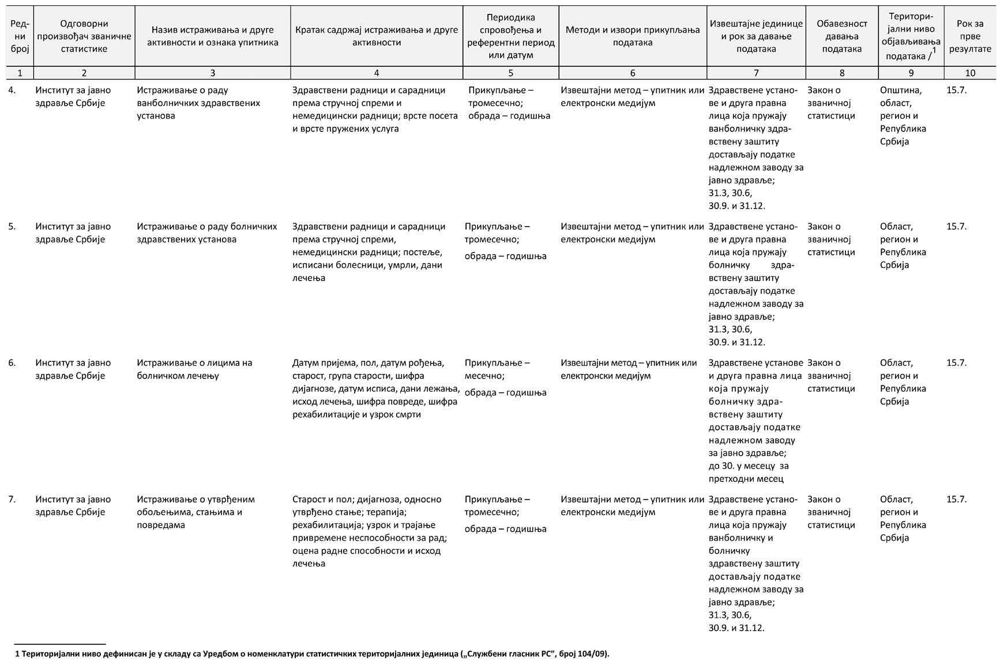 Ред-
ни
број
Одговорни
произвођач званичне
статистике
Назив истраживања и друге
активности и ознака упитника
Кратак садржај истраживања и друге
активности
Периодика
спровођења и
референтни период
или датум
Методи и извори прикупљања
података
Извештајне јединице
и рок за давање
података
Обавезност
давања
података
Територи-
јални ниво
објављивања
података /1
Рок за
прве
резултате
1 2 3 4 5 6 7 8 9 10
4.
Институт за јавно
здравље Србије
Истраживање о раду
ванболничких здравствених
установа
Здравствени радници и сарадници
према стручној спреми и
немедицински радници; врсте посета
и врсте пружених услуга
Прикупљање –
тромесечно;
обрада – годишња
Извештајни метод – упитник или
електронски медијум
Здравствене устано-
ве и друга правна
лица која пружају
ванболничку здра-
вствену заштиту
достављају податке
надлежном заводу за
јавно здравље;
31.3, 30.6,
30.9. и 31.12.
Закон о
званичној
статистици
Општина,
област,
регион и
Република
Србија
15.7.
5.
Институт за јавно
здравље Србије
Истраживање о раду болничких
здравствених установа
Здравствени радници и сарадници
према стручној спреми,
немедицински радници; постеље,
исписани болесници, умрли, дани
лечења
Прикупљање –
тромесечно;
обрада – годишња
Извештајни метод – упитник или
електронски медијум
Здравствене устано-
ве и друга правна
лица која пружају
болничку здра-
вствену заштиту
достављају податке
надлежном заводу за
јавно здравље;
31.3, 30.6,
30.9. и 31.12.
Закон о
званичној
статистици
Област,
регион и
Република
Србија
15.7.
6.
Институт за јавно
здравље Србије
Истраживање о лицима на
болничком лечењу
Датум пријема, пол, датум рођења,
старост, група старости, шифра
дијагнозе, датум исписа, дани лежања,
исход лечења, шифра повреде, шифра
рехабилитације и узрок смрти
Прикупљање –
месечно;
обрада – годишња
Извештајни метод – упитник или
електронски медијум
Здравствене установе
и друга правна лица
која пружају
болничку здра-
вствену заштиту
достављају податке
надлежном заводу
за јавно здравље;
до 30. у месецу за
претходни месец
Закон о
званичној
статистици
Област,
регион и
Република
Србија
15.7.
7.
Институт за јавно
здравље Србије
Истраживање о утврђеним
обољењима, стањима и
повредама
Старост и пол; дијагноза, односно
утврђено стање; терапија;
рехабилитација; узрок и трајање
привремене неспособности за рад;
оцена радне способности и исход
лечења
Прикупљање –
тромесечно;
обрада – годишња
Извештајни метод – упитник или
електронски медијум
Здравствене устано-
ве и друга правна
лица која пружају
ванболничку и
болничку
здравствену заштиту
достављају податке
надлежном заводу за
јавно здравље;
31.3, 30.6,
30.9. и 31.12.
Закон о
званичној
статистици
Област,
регион и
Република
Србија
15.7.
1 Територијални ниво дефинисан је у складу са Уредбом о номенклатури статистичких територијалних јединица („Службени гласник РС”, број 104/09).